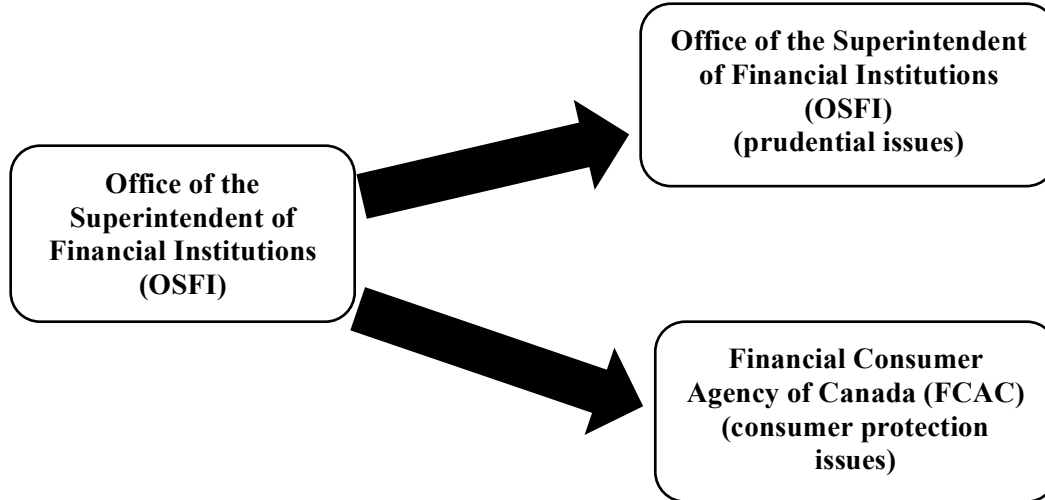 Office of the
Superintendent of
Financial Institutions
(OSFI)
Office of the Superintendent
of Financial Institutions
(OSFI)
(prudential issues)
Financial Consumer
Agency of Canada (FCAC)
(consumer protection
issues)